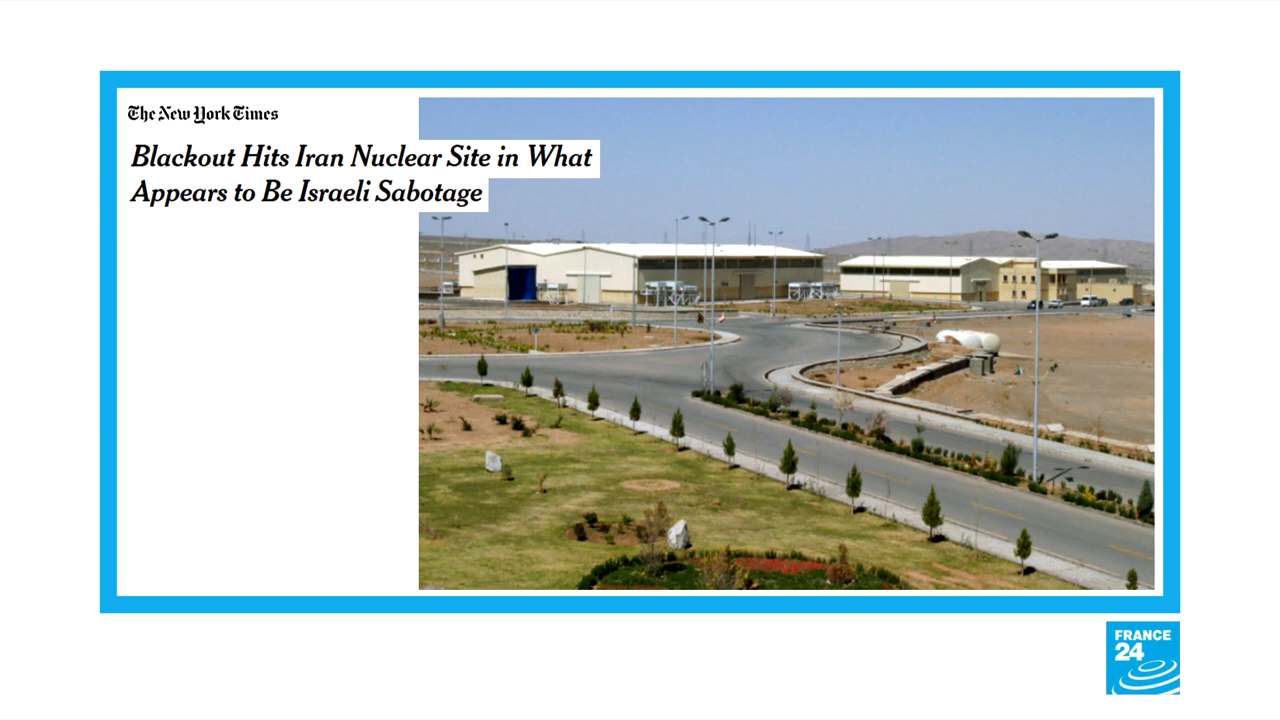 The New York Times
Blackout Hits Iran Nuclear Site in What
Appears to Be Israeli Sabotage
FRANCE
24